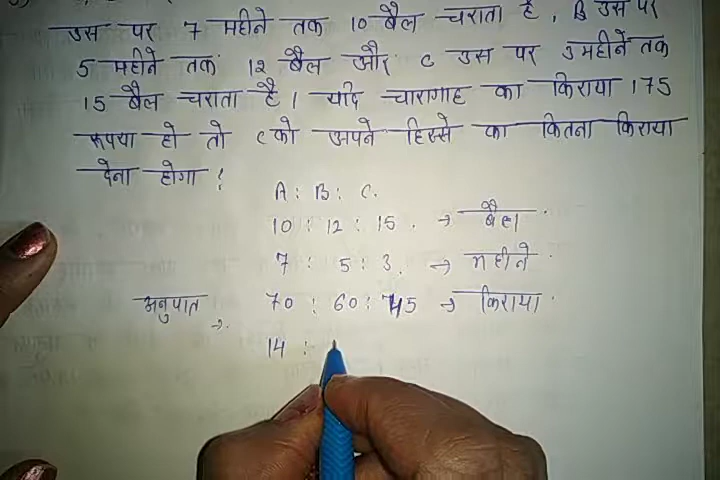 उस पर 7 महीने तक 10 बैल चराता है, B उस पर
5 महीने तक 12 बैल और C उस पर 3 महीने तक
15 बैल चराता है। यदि चारागाह का किराया 175
रूपया हो तो C को अपने हिस्से का कितना किराया
देना होगा?
A : B : C.
10 : 12 : 15. → बैल
7 : 5 : 3. → महीने.
अनुपात → 70 : 60 : 45 → किराया.
14 :